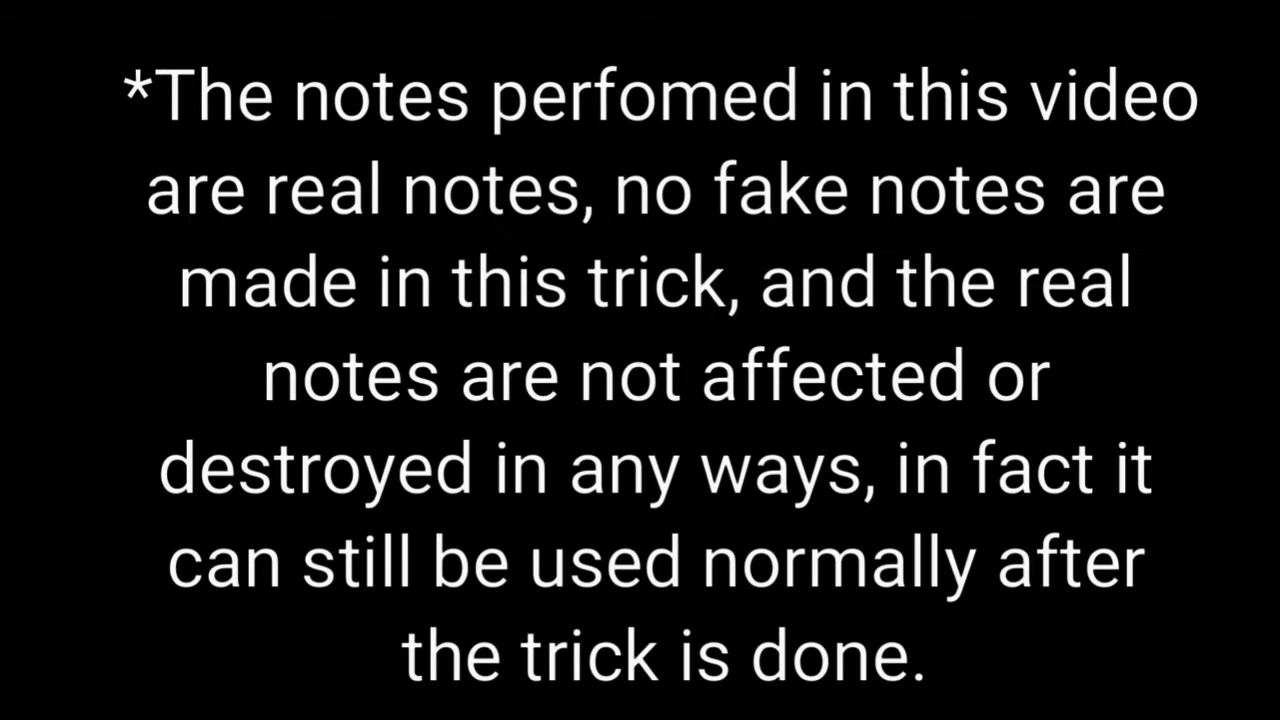 *The notes perfomed in this video
are real notes, no fake notes are
made in this trick, and the real
notes are not affected or
destroyed in any ways, in fact it
can still be used normally after
the trick is done.